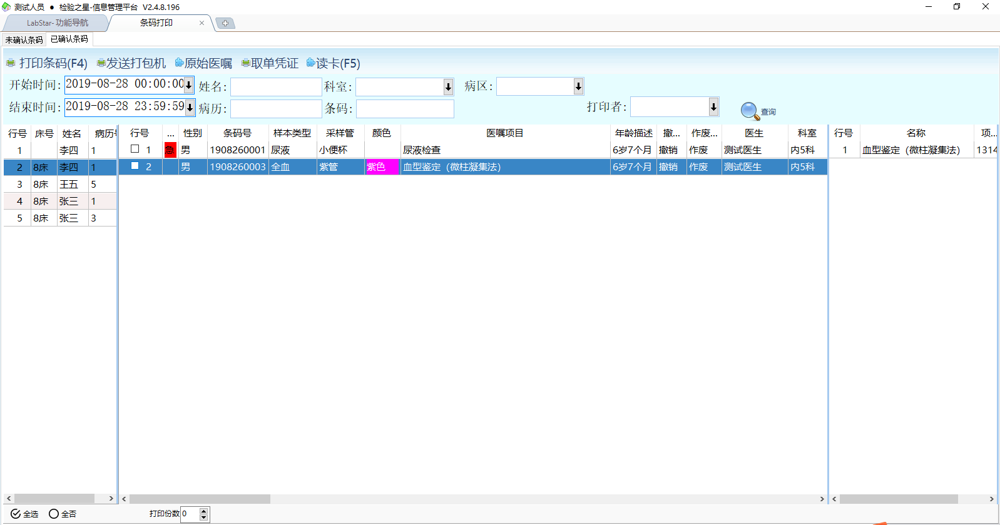 测试人员 ● 检验之星-信息管理平台 V2.4.8.196
LabStar- 功能导航 条码打印
未确认条码 已确认条码
打印条码(F4) 发送打包机 原始医嘱 取单凭证 读卡(F5)
开始时间: 2019-08-28 00:00:00 姓名: 科室: 病区:
结束时间: 2019-08-28 23:59:59 病历: 条码: 打印者: 查询
行号 床号 姓名 病历号 行号 ... 性别 条码号 样本类型 采样管 颜色 医嘱项目 年龄描述 撤... 作废... 医生 科室 行号 名称 项...
1 李四 1 1 急 男 1908260001 尿液 小便杯 尿液检查 6岁7个月 撤销 作废 测试医生 内5科 1 血型鉴定（微柱凝集法） 1314
2 8床 李四 1 2 男 1908260003 全血 紫管 紫色 血型鉴定（微柱凝集法） 6岁7个月 撤销 作废 测试医生 内5科
3 8床 王五 5
4 8床 张三 1
5 8床 张三 3
全选 全否 打印份数 0